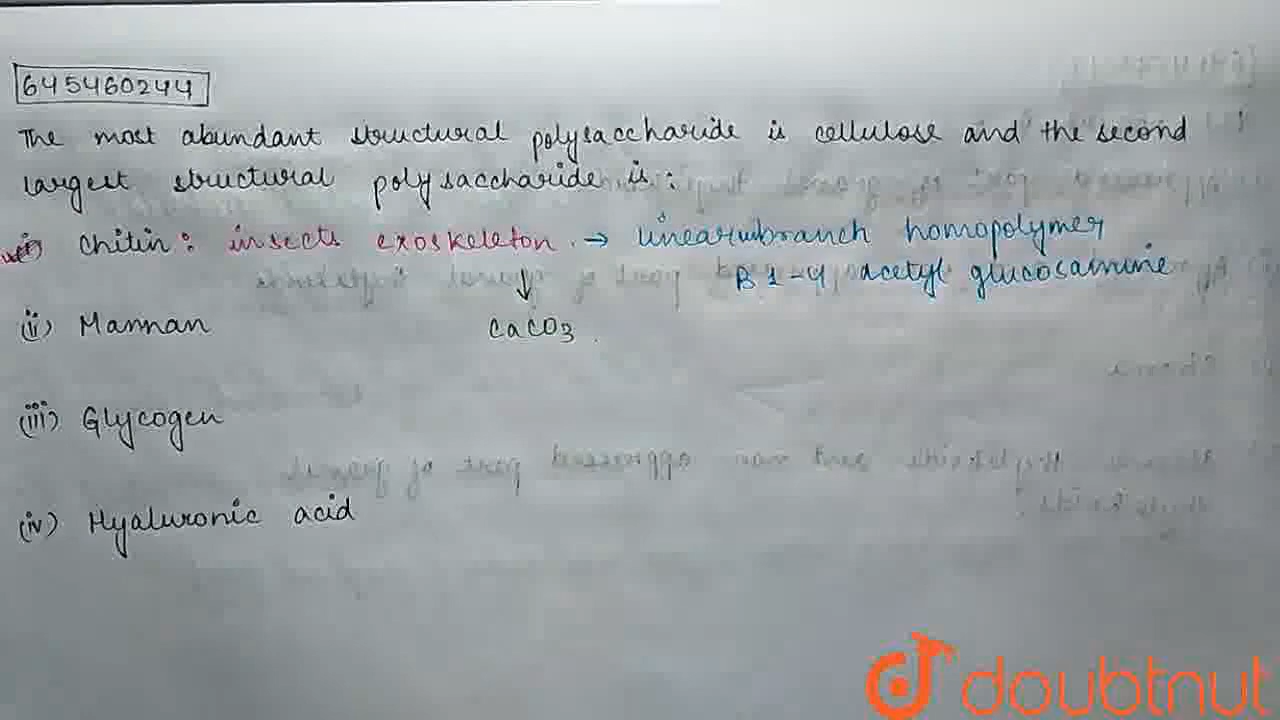 645460244
The most abundant structural polysaccharide is cellulose and the second
largest structural polysaccharide is:
(i) Chitin: insects exoskeleton → linear unbranch homopolymer
B 1-4 acetyl glucosamine
(ii) Mannan
↓
CaCO3.
(iii) Glycogen
(iv) Hyaluronic acid
doubtnut